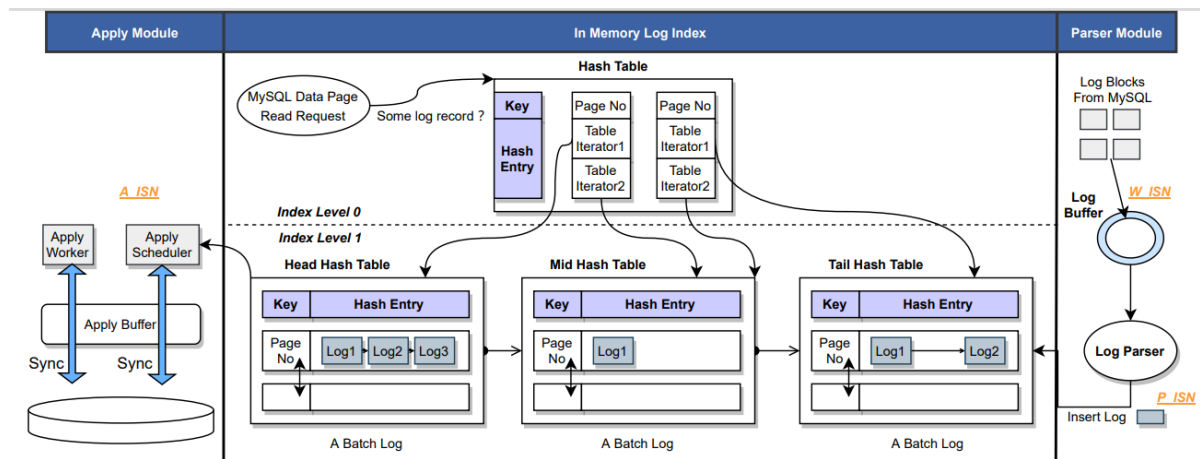 Apply Module
In Memory Log Index
Parser Module
Hash Table
MySQL Data Page
Read Request
Some log record ?
Key
Hash
Entry
Page No
Table
Iterator1
Table
Iterator2
Page No
Table
Iterator1
Table
Iterator2
Log Blocks
From MySQL
A_ISN
W_ISN
Log
Buffer
Index Level 0
Index Level 1
Apply
Worker
Apply
Scheduler
Apply Buffer
Sync
Sync
Head Hash Table
Key
Hash Entry
Page
No
Log1
Log2
Log3
A Batch Log
Mid Hash Table
Key
Hash Entry
Page
No
Log1
A Batch Log
Tail Hash Table
Key
Hash Entry
Page
No
Log1
Log2
A Batch Log
Log Parser
P_ISN
Insert Log